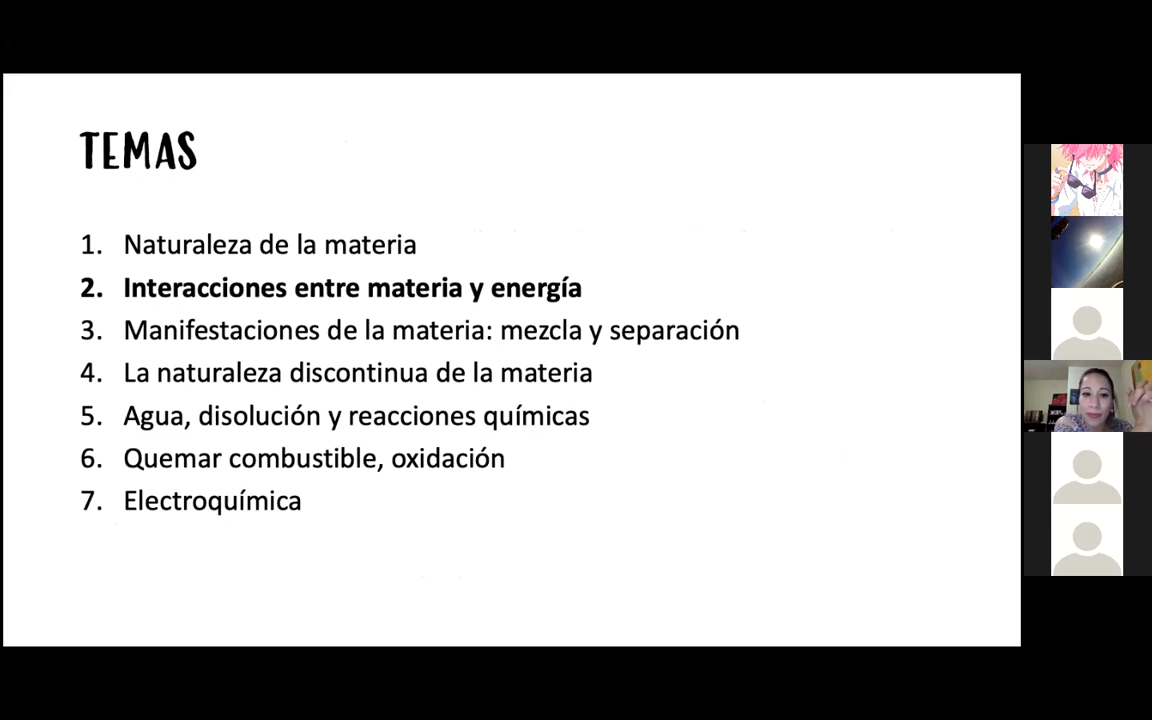 TEMAS
1. Naturaleza de la materia
2. Interacciones entre materia y energía
3. Manifestaciones de la materia: mezcla y separación
4. La naturaleza discontinua de la materia
5. Agua, disolución y reacciones químicas
6. Quemar combustible, oxidación
7. Electroquímica